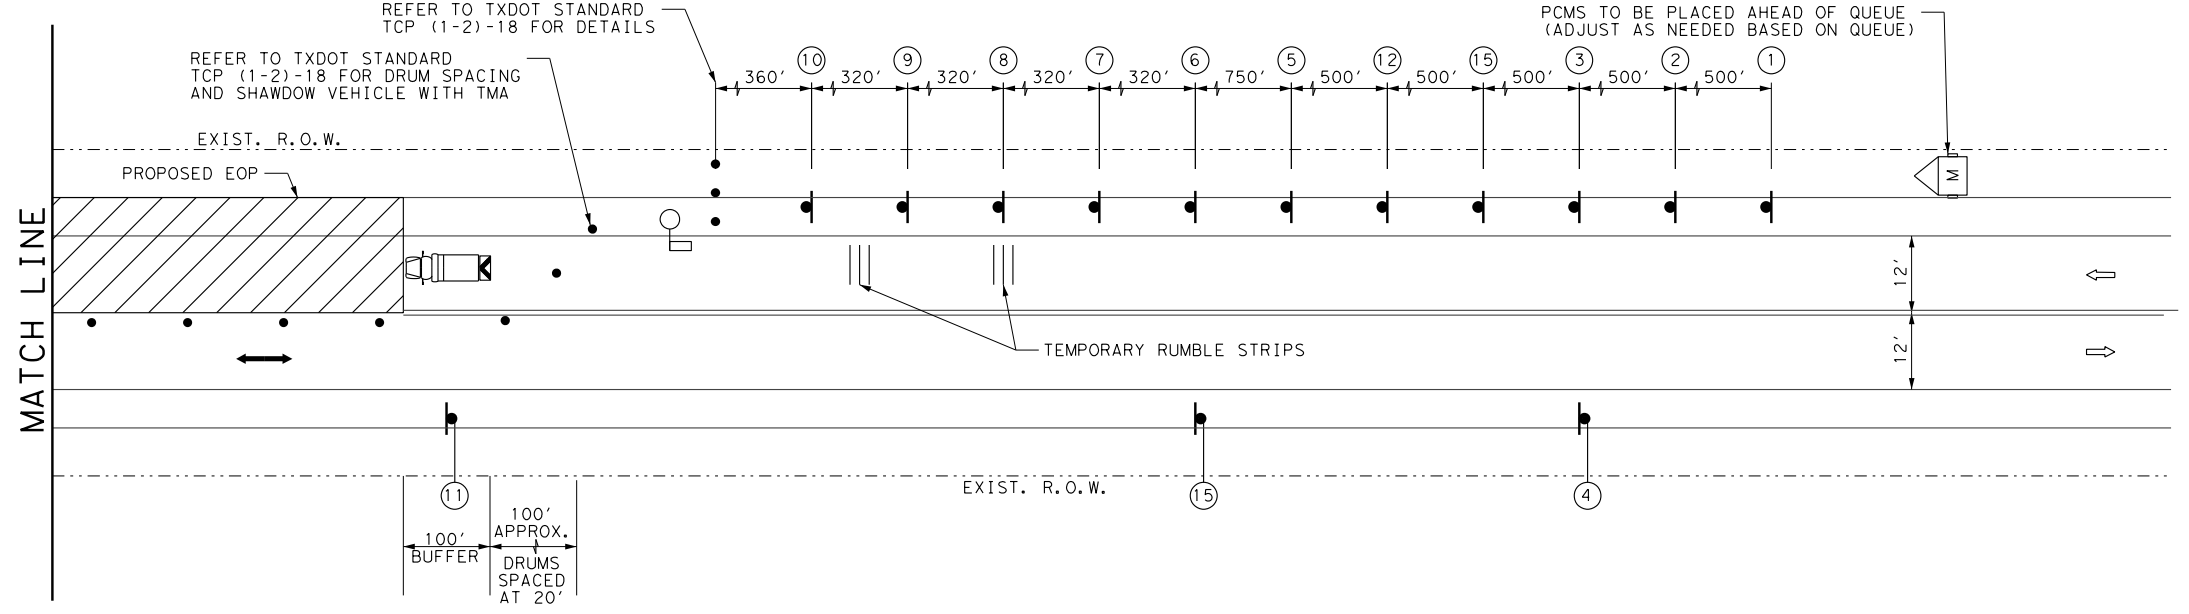 REFER TO TXDOT STANDARD
TCP (1-2)-18 FOR DETAILS
PCMS TO BE PLACED AHEAD OF QUEUE
(ADJUST AS NEEDED BASED ON QUEUE)
REFER TO TXDOT STANDARD
TCP (1-2)-18 FOR DRUM SPACING
AND SHAWDOW VEHICLE WITH TMA
10 9 8 7 6 5 12 15 3 2 1
360' 320' 320' 320' 320' 750' 500' 500' 500' 500' 500'
EXIST. R.O.W.
PROPOSED EOP
M
MATCH LINE
12'
12'
TEMPORARY RUMBLE STRIPS
11
15
4
EXIST. R.O.W.
100'
BUFFER
100'
APPROX.
DRUMS
SPACED
AT 20'